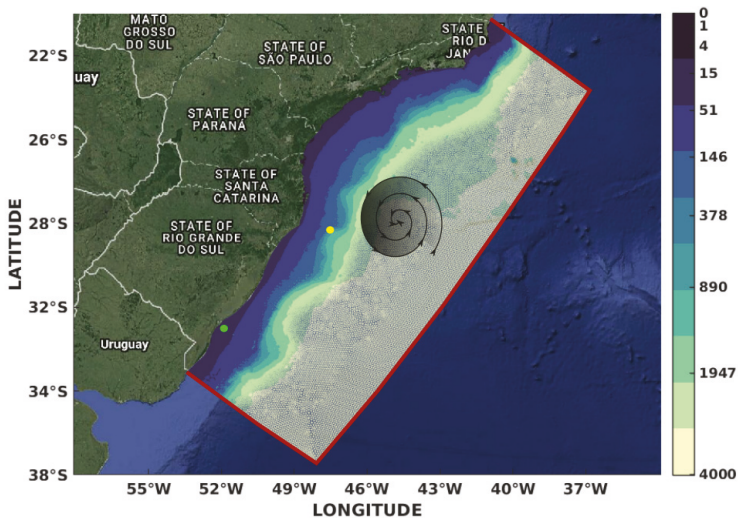 MATO
GROSSO
DO SUL
STATE
RIO D
JAN
STATE OF
SÃO PAULO
uay
STATE OF
PARANÁ
STATE OF
SANTA
CATARINA
STATE OF
RIO GRANDE
DO SUL
Uruguay
22°S
26°S
28°S
32°S
34°S
38°S
LATITUDE
55°W
52°W
49°W
46°W
43°W
40°W
37°W
LONGITUDE
0
1
4
15
51
146
378
890
1947
4000